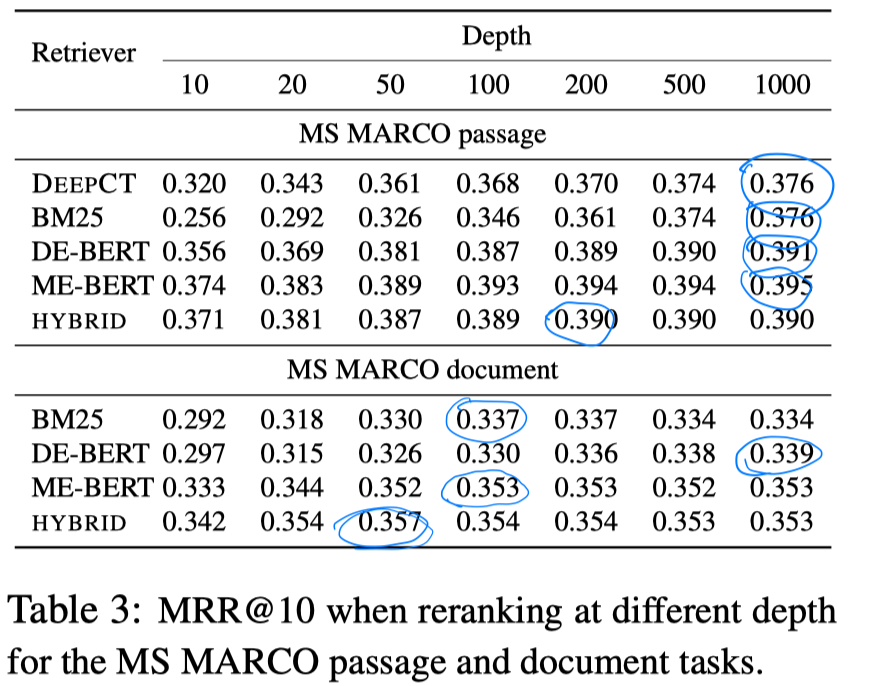 Retriever Depth
10 20 50 100 200 500 1000
MS MARCO passage
DEEPCT 0.320 0.343 0.361 0.368 0.370 0.374 0.376
BM25 0.256 0.292 0.326 0.346 0.361 0.374 0.376
DE-BERT 0.356 0.369 0.381 0.387 0.389 0.390 0.391
ME-BERT 0.374 0.383 0.389 0.393 0.394 0.394 0.395
HYBRID 0.371 0.381 0.387 0.389 0.390 0.390 0.390
MS MARCO document
BM25 0.292 0.318 0.330 0.337 0.337 0.334 0.334
DE-BERT 0.297 0.315 0.326 0.330 0.336 0.338 0.339
ME-BERT 0.333 0.344 0.352 0.353 0.353 0.352 0.353
HYBRID 0.342 0.354 0.357 0.354 0.354 0.353 0.353
Table 3: MRR@10 when reranking at different depth
for the MS MARCO passage and document tasks.